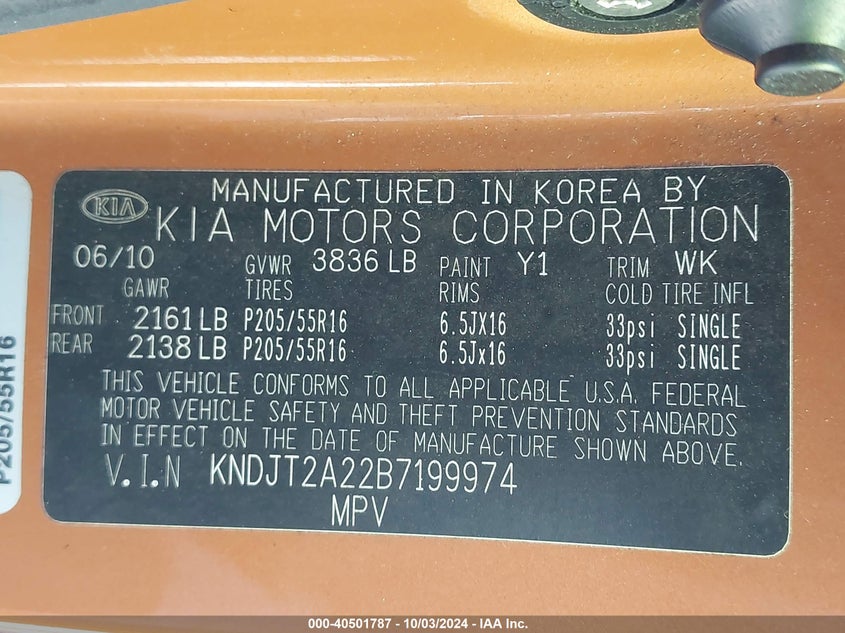 KIA
MANUFACTURED IN KOREA BY
KIA MOTORS CORPORATION
06/10 GVWR 3836 LB PAINT Y1 TRIM WK
GAWR TIRES RIMS COLD TIRE INFL
FRONT 2161 LB P205/55R16 6.5JX16 33psi SINGLE
REAR 2138 LB P205/55R16 6.5Jx16 33psi SINGLE
THIS VEHICLE CONFORMS TO ALL APPLICABLE U.S.A. FEDERAL
MOTOR VEHICLE SAFETY AND THEFT PREVENTION STANDARDS
IN EFFECT ON THE DATE OF MANUFACTURE SHOWN ABOVE.
V.I.N KNDJT2A22B7199974
MPV
P205/55R16
000-40501787 - 10/03/2024 - IAA Inc.